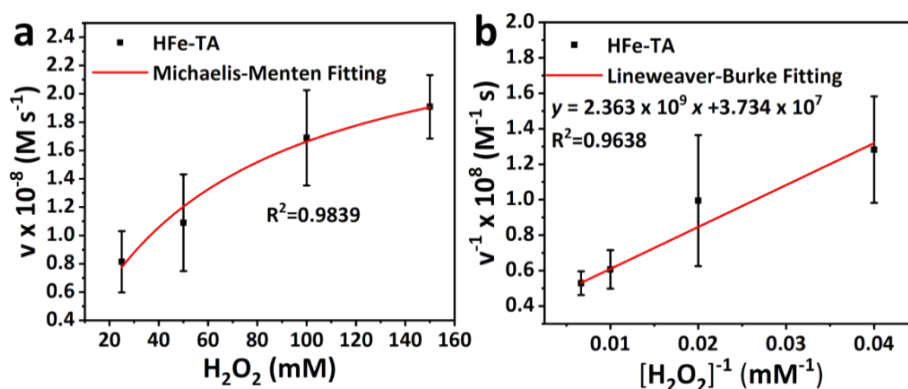 a
HFe-TA
Michaelis-Menten Fitting
R²=0.9839
v x 10⁻⁸ (M s⁻¹)
2.4
2.2
2.0
1.8
1.6
1.4
1.2
1.0
0.8
0.6
0.4
20 40 60 80 100 120 140 160
H₂O₂ (mM)
b
HFe-TA
Lineweaver-Burke Fitting
y = 2.363 x 10⁹ x +3.734 x 10⁷
R²=0.9638
v⁻¹ x 10⁸ (M⁻¹ s)
1.8
1.6
1.4
1.2
1.0
0.8
0.6
0.4
0.01 0.02 0.03 0.04
[H₂O₂]⁻¹ (mM⁻¹)